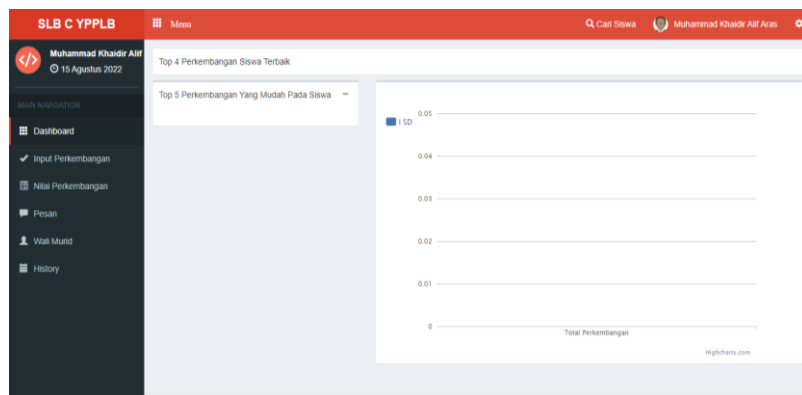 SLB C YPPLB
Menu
Cari Siswa
Muhammad Khaidir Alif Aras
Muhammad Khaidir Alif
15 Agustus 2022
MAIN NAVIGATION
Dashboard
Input Perkembangan
Nilai Perkembangan
Pesan
Wali Murid
History
Top 4 Perkembangan Siswa Terbaik
Top 5 Perkembangan Yang Mudah Pada Siswa
I SD
0.05
0.04
0.03
0.02
0.01
0
Total Perkembangan
Highcharts.com